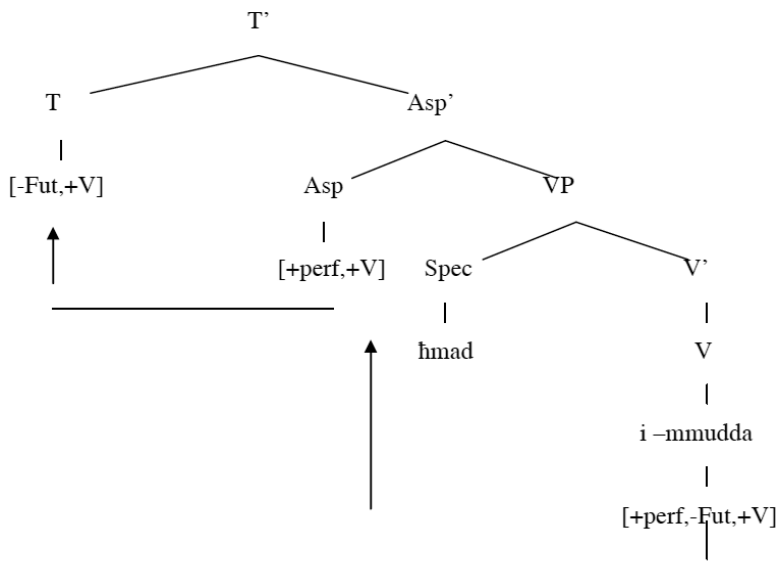 T’
T Asp’
[-Fut,+V] Asp VP
[+perf,+V] Spec V’
ħmad V
i –mmudda
[+perf,-Fut,+V]